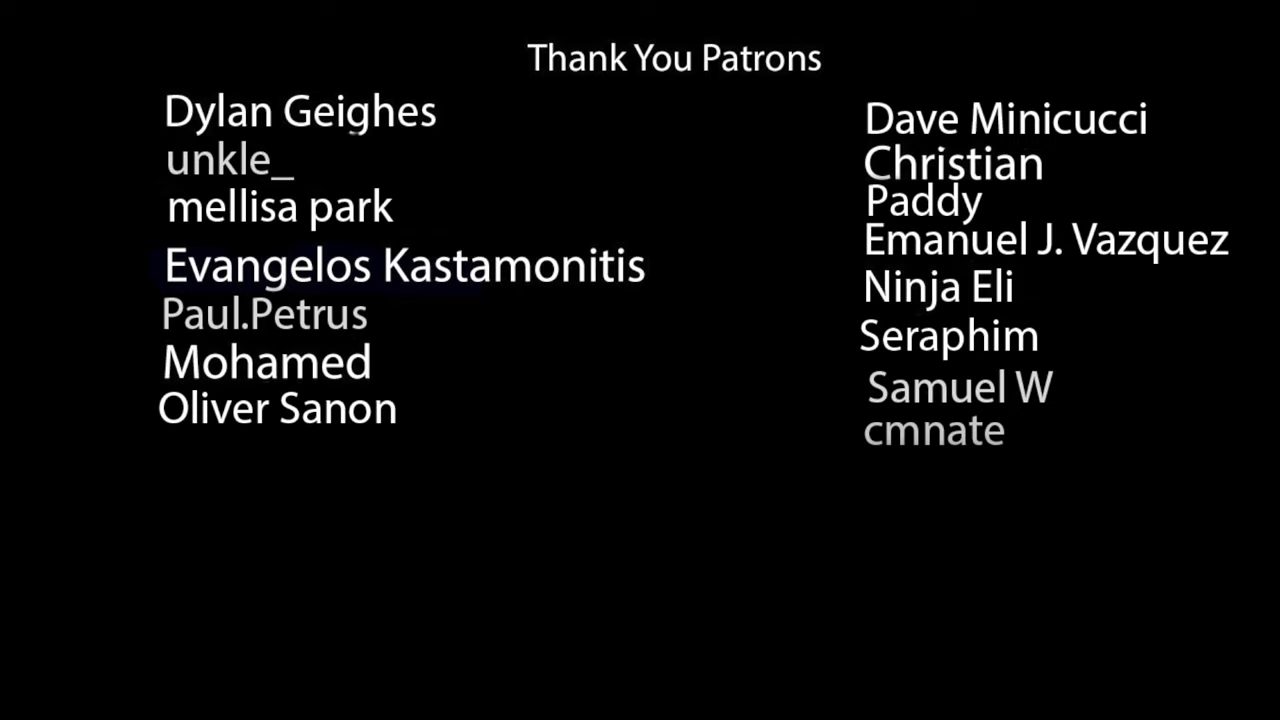 Thank You Patrons
Dylan Geighes
unkle_
mellisa park
Evangelos Kastamonitis
Paul.Petrus
Mohamed
Oliver Sanon
Dave Minicucci
Christian
Paddy
Emanuel J. Vazquez
Ninja Eli
Seraphim
Samuel W
cmnate